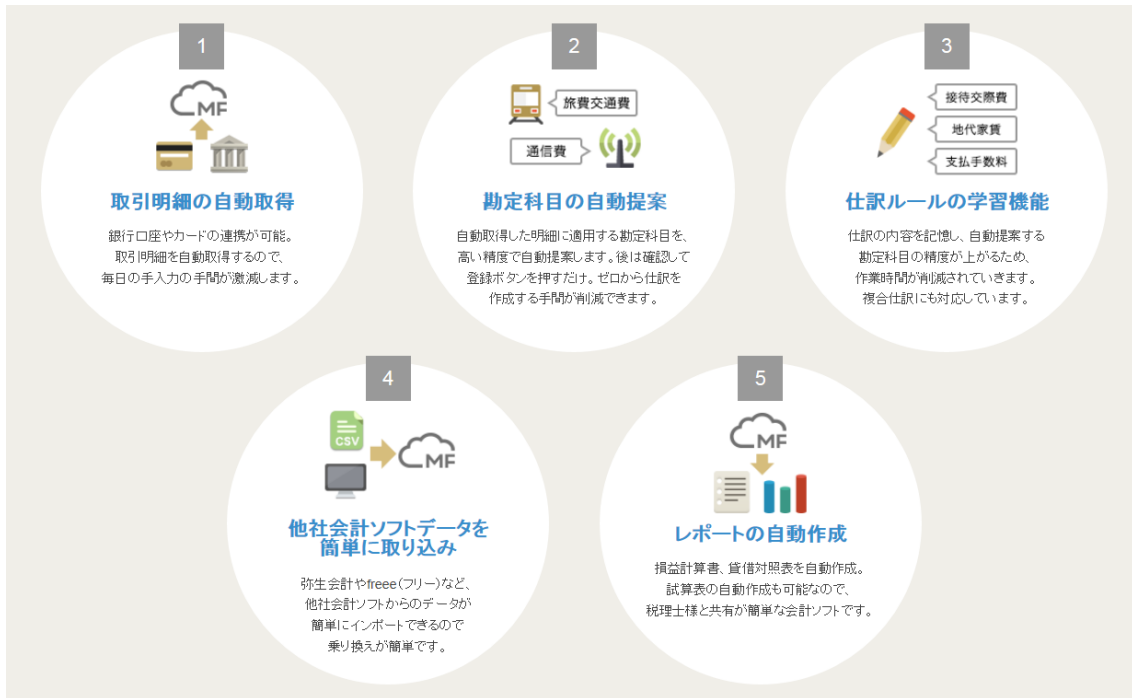 1
MF
取引明細の自動取得
銀行口座やカードの連携が可能。
取引明細を自動取得するので、
毎日の手入力の手間が激減します。
2
旅費交通費
通信費
勘定科目の自動提案
自動取得した明細に適用する勘定科目を、
高い精度で自動提案します。後は確認して
登録ボタンを押すだけ。ゼロから仕訳を
作成する手間が削減できます。
3
接待交際費
地代家賃
支払手数料
仕訳ルールの学習機能
仕訳の内容を記憶し、自動提案する
勘定科目の精度が上がるため、
作業時間が削減されていきます。
複合仕訳にも対応しています。
4
CSV
MF
他社会計ソフトデータを
簡単に取り込み
弥生会計やfreee(フリー)など、
他社会計ソフトからのデータが
簡単にインポートできるので
乗り換えが簡単です。
5
MF
レポートの自動作成
損益計算書、貸借対照表を自動作成。
試算表の自動作成も可能なので、
税理士様と共有が簡単な会計ソフトです。